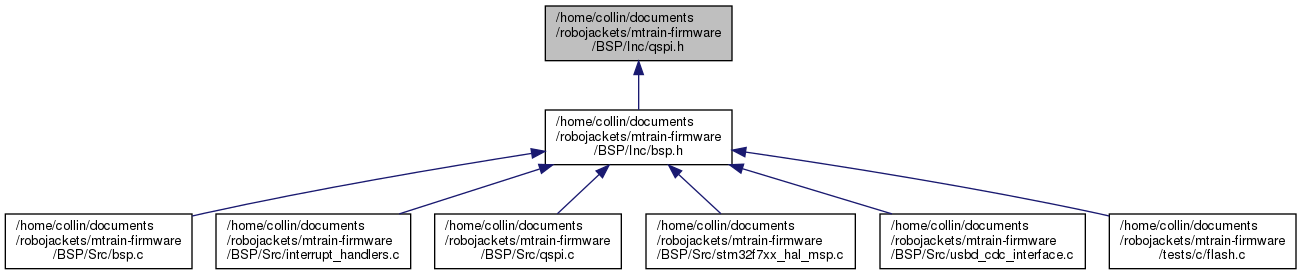 /home/collin/documents
/robojackets/mtrain-firmware
/BSP/Inc/qspi.h
/home/collin/documents
/robojackets/mtrain-firmware
/BSP/Inc/bsp.h
/home/collin/documents
/robojackets/mtrain-firmware
/BSP/Src/bsp.c
/home/collin/documents
/robojackets/mtrain-firmware
/BSP/Src/interrupt_handlers.c
/home/collin/documents
/robojackets/mtrain-firmware
/BSP/Src/qspi.c
/home/collin/documents
/robojackets/mtrain-firmware
/BSP/Src/stm32f7xx_hal_msp.c
/home/collin/documents
/robojackets/mtrain-firmware
/BSP/Src/usbd_cdc_interface.c
/home/collin/documents
/robojackets/mtrain-firmware
/tests/c/flash.c